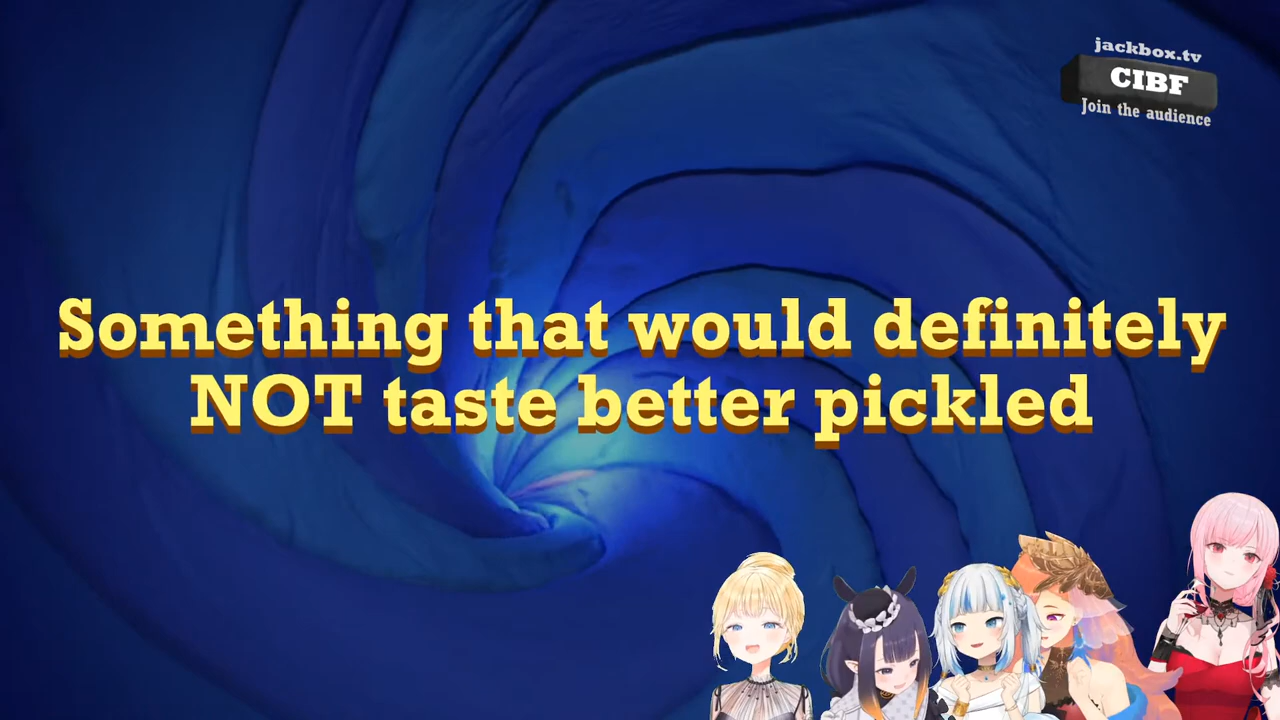 jackbox.tv
CIBF
Join the audience
Something that would definitely
NOT taste better pickled